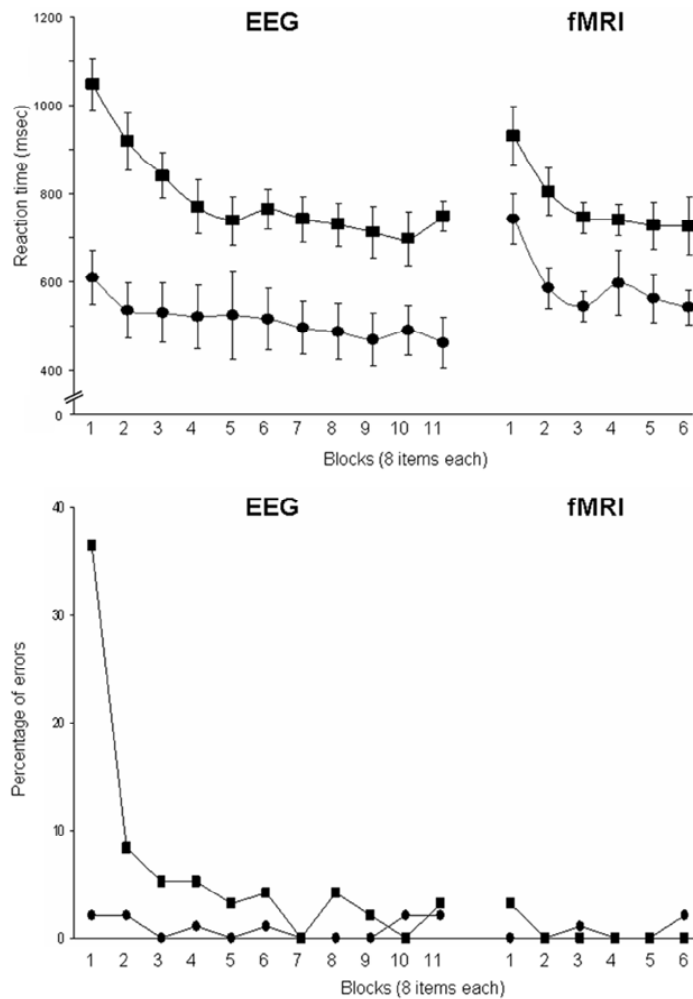 EEG fMRI
1200
1000
800
600
400
0
Reaction time (msec)
1 2 3 4 5 6 7 8 9 10 11 1 2 3 4 5 6
Blocks (8 items each)
EEG fMRI
40
30
20
10
0
Percentage of errors
1 2 3 4 5 6 7 8 9 10 11 1 2 3 4 5 6
Blocks (8 items each)